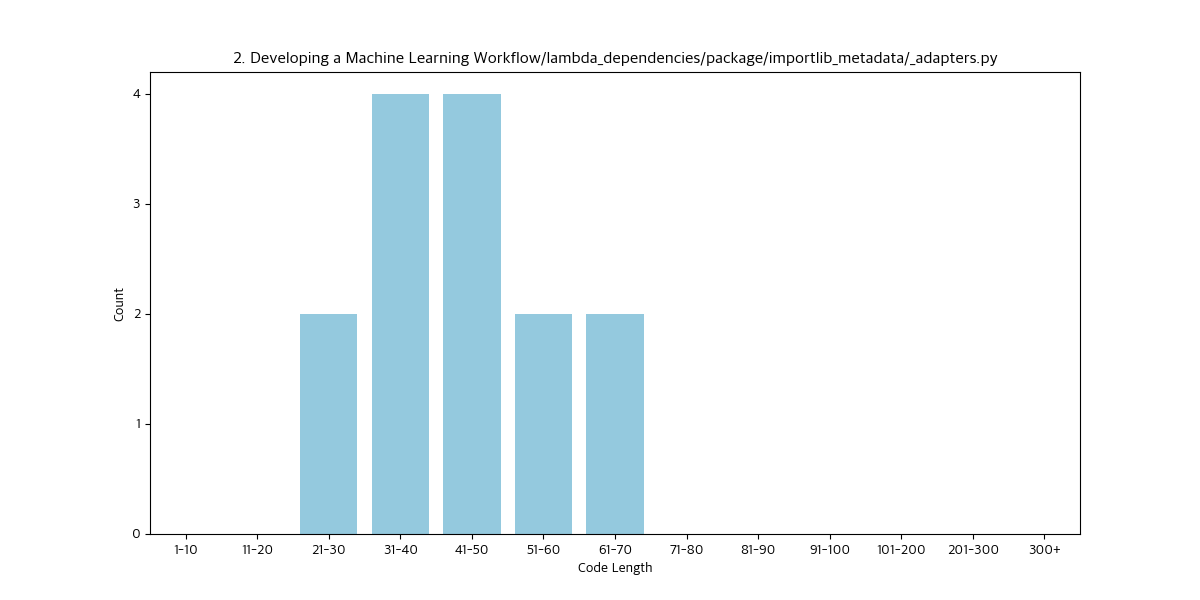 2. Developing a Machine Learning Workflow/lambda_dependencies/package/importlib_metadata/_adapters.py
4
3
2
1
0
Count
1-10 11-20 21-30 31-40 41-50 51-60 61-70 71-80 81-90 91-100 101-200 201-300 300+
Code Length